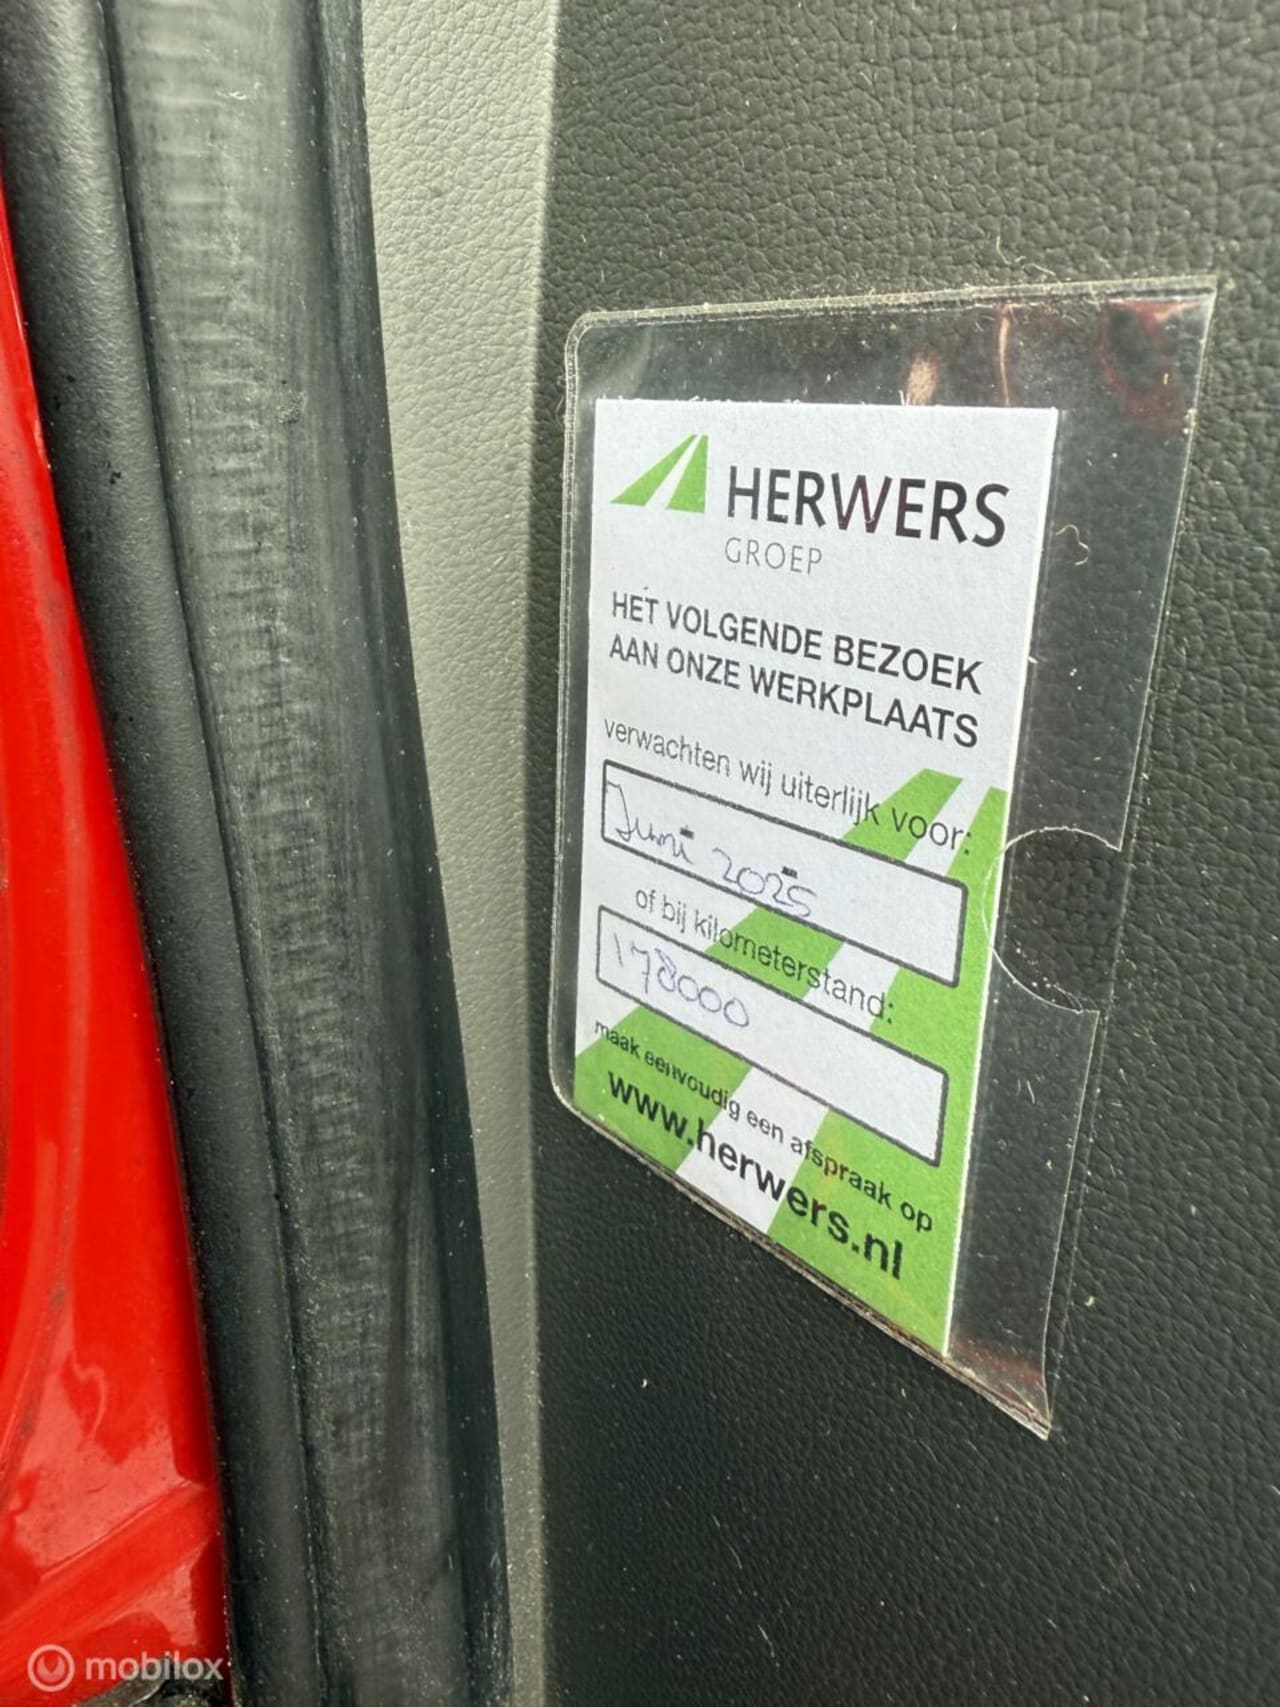 HERWERS
GROEP
HET VOLGENDE BEZOEK
AAN ONZE WERKPLAATS
verwachten wij uiterlijk voor:
Juni 2025
of bij kilometerstand:
178000
maak eenvoudig een afspraak op
www.herwers.nl
mobilox